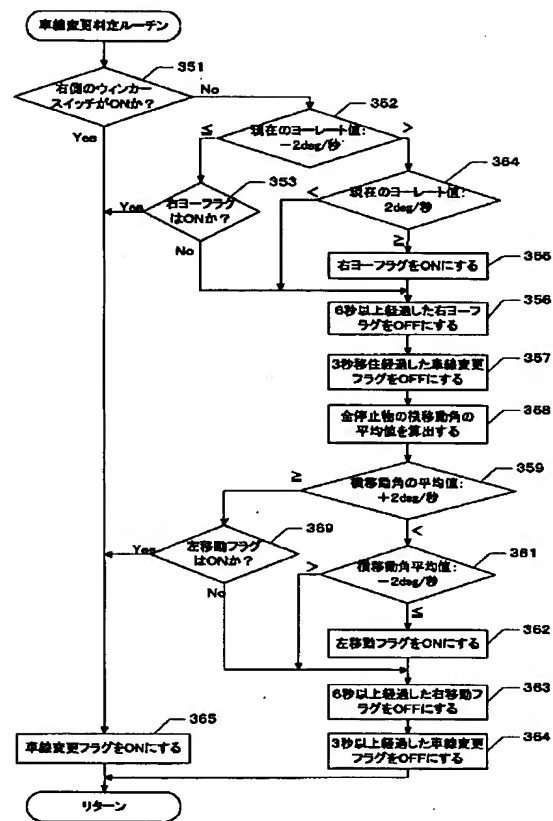 車線変更判定ルーチン
351
右側のウィンカー
スイッチがONか?
No
Yes
352
現在のヨーレート値:
−2deg/秒
≦
>
353
右ヨーフラグ
はONか?
Yes
No
364
現在のヨーレート値:
2deg/秒
<
≧
右ヨーフラグをONにする
355
6秒以上経過した右ヨー
フラグをOFFにする
356
3秒移住経過した車線変更
フラグをOFFにする
357
全停止物の横移動角の
平均値を算出する
358
359
横移動角の平均値:
+2deg/秒
≧
<
369
左移動フラグ
はONか?
Yes
No
361
横移動角平均値:
−2deg/秒
>
≦
左移動フラグをONにする
362
6秒以上経過した右移動フ
ラグをOFFにする
363
3秒以上経過した車線変更
フラグをOFFにする
364
365
車線変更フラグをONにする
リターン